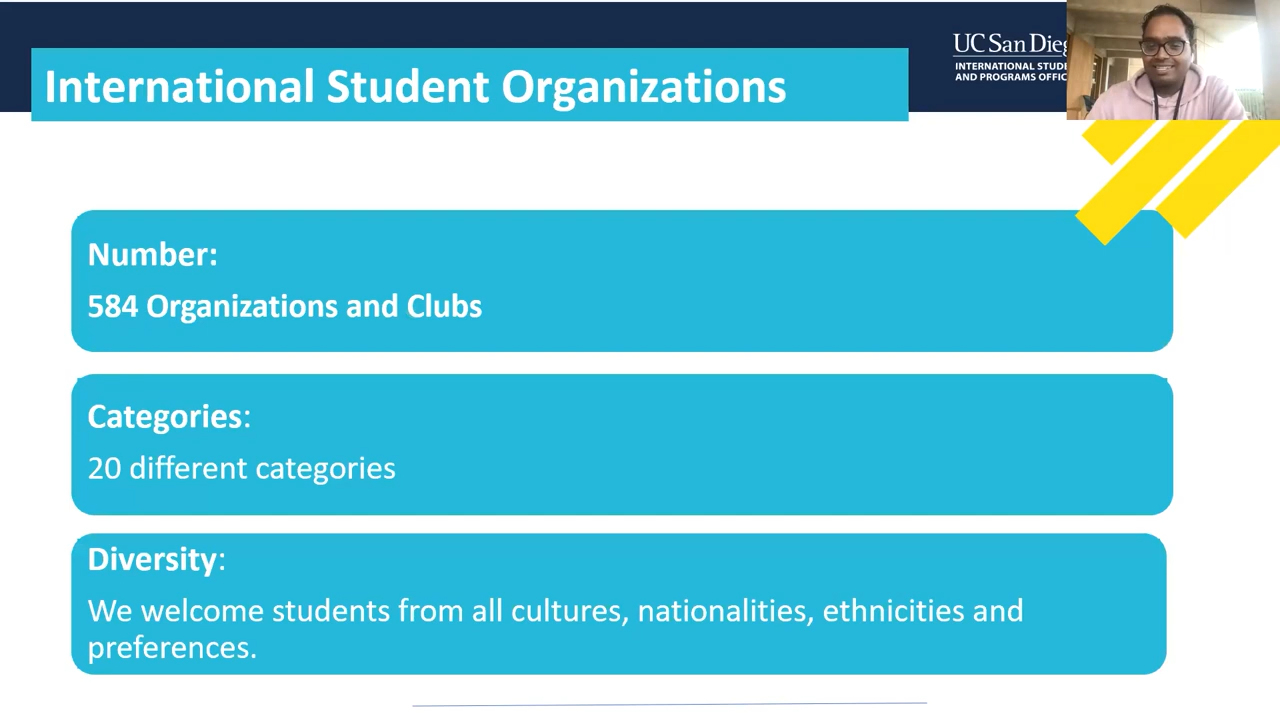 International Student Organizations
UC San Dieg
INTERNATIONAL STUDE
AND PROGRAMS OFFIC
Number:
584 Organizations and Clubs
Categories:
20 different categories
Diversity:
We welcome students from all cultures, nationalities, ethnicities and
preferences.